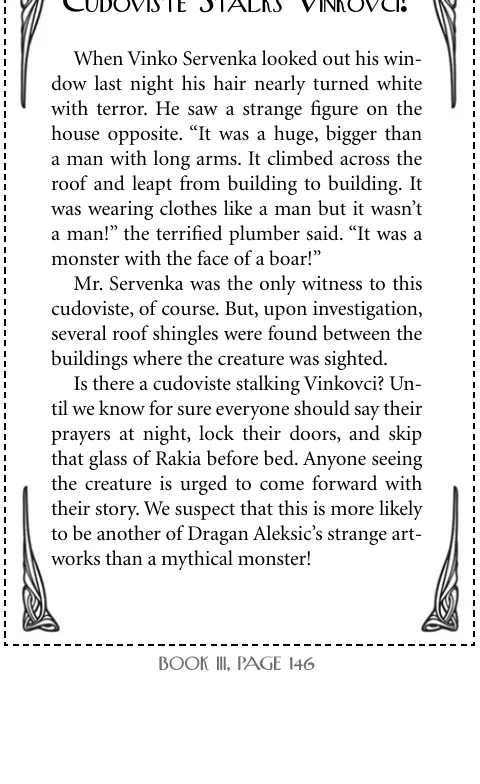 Cudoviste Stalks Vinkovci!
When Vinko Servenka looked out his win-
dow last night his hair nearly turned white
with terror. He saw a strange figure on the
house opposite. “It was a huge, bigger than
a man with long arms. It climbed across the
roof and leapt from building to building. It
was wearing clothes like a man but it wasn’t
a man!” the terrified plumber said. “It was a
monster with the face of a boar!”
Mr. Servenka was the only witness to this
cudoviste, of course. But, upon investigation,
several roof shingles were found between the
buildings where the creature was sighted.
Is there a cudoviste stalking Vinkovci? Un-
til we know for sure everyone should say their
prayers at night, lock their doors, and skip
that glass of Rakia before bed. Anyone seeing
the creature is urged to come forward with
their story. We suspect that this is more likely
to be another of Dragan Aleksic’s strange art-
works than a mythical monster!
BOOK III, PAGE 146